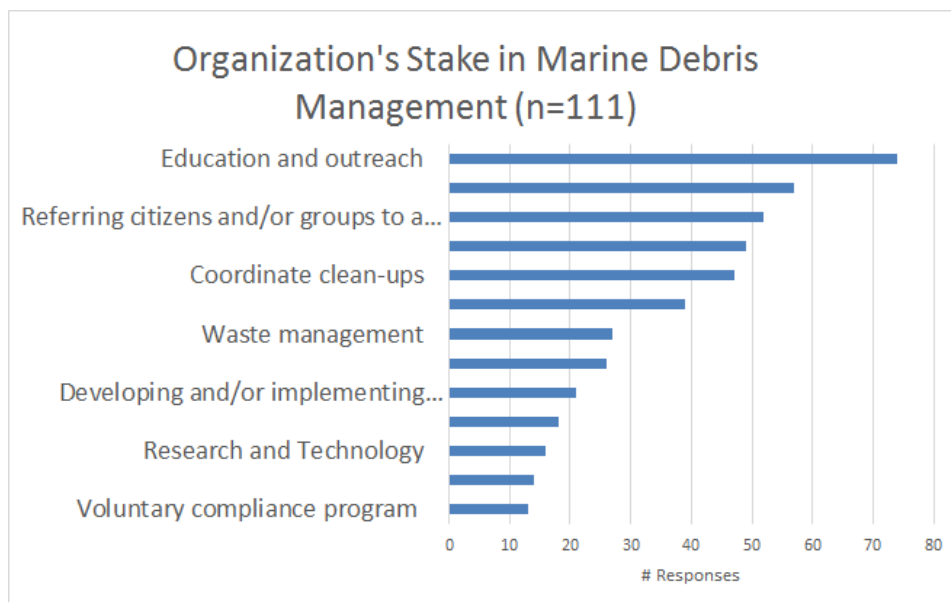 Organization's Stake in Marine Debris
Management (n=111)
Education and outreach
Referring citizens and/or groups to a...
Coordinate clean-ups
Waste management
Developing and/or implementing...
Research and Technology
Voluntary compliance program
0 10 20 30 40 50 60 70 80
# Responses